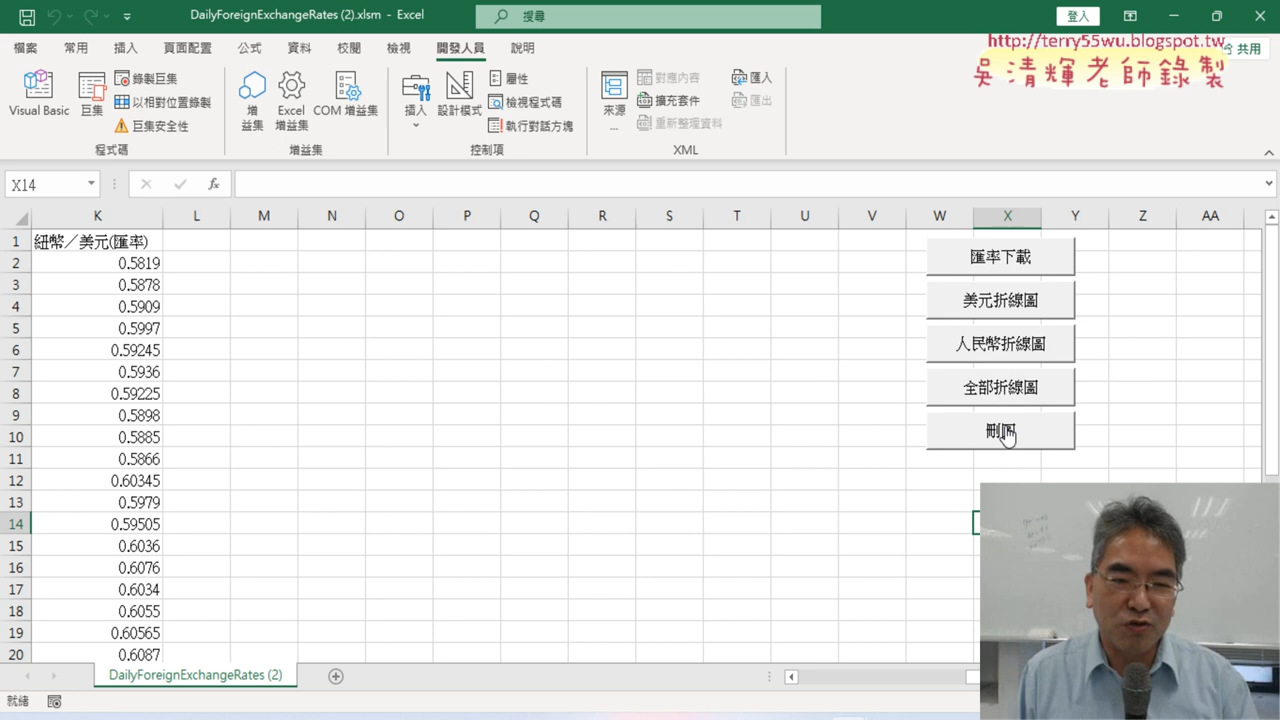 DailyForeignExchangeRates (2).xlsm - Excel
搜尋
登入
檔案 常用 插入 頁面配置 公式 資料 校閱 檢視 開發人員 說明
共用
http://terry55wu.blogspot.tw
吳清輝老師錄製
Visual Basic
巨集
錄製巨集
以相對位置錄製
巨集安全性
程式碼
增益集
Excel 增益集
COM 增益集
增益集
插入
設計模式
屬性
檢視程式碼
執行對話方塊
控制項
來源
...
對應內容
擴充套件
重新整理資料
匯入
匯出
XML
X14
fx
K L M N O P Q R S T U V W X Y Z AA
1 紐幣／美元(匯率)
2 0.5819
3 0.5878
4 0.5909
5 0.5997
6 0.59245
7 0.5936
8 0.59225
9 0.5898
10 0.5885
11 0.5866
12 0.60345
13 0.5979
14 0.59505
15 0.6036
16 0.6076
17 0.6034
18 0.6055
19 0.60565
20 0.6087
匯率下載
美元折線圖
人民幣折線圖
全部折線圖
刪圖
DailyForeignExchangeRates (2)
就緒